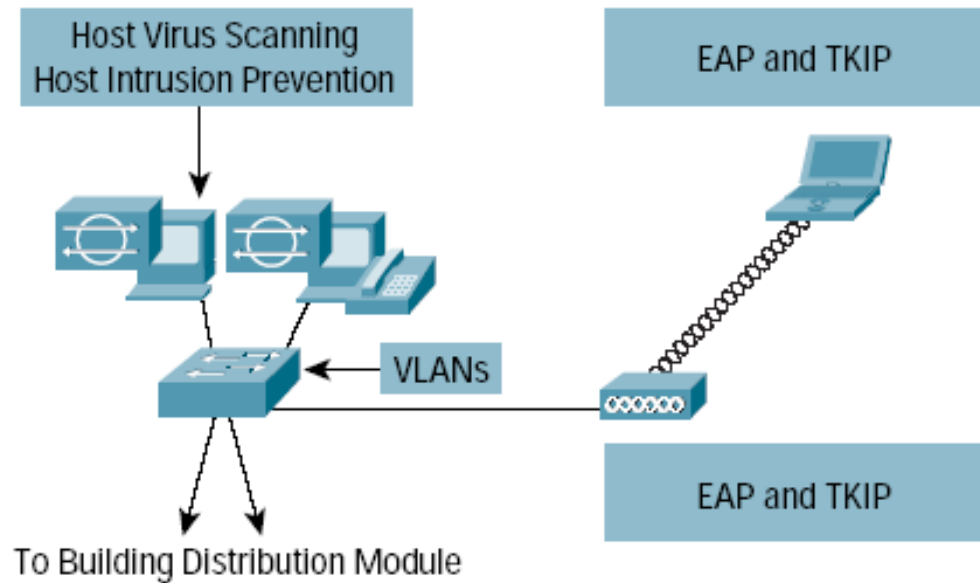 Host Virus Scanning
Host Intrusion Prevention
EAP and TKIP
VLANs
EAP and TKIP
To Building Distribution Module